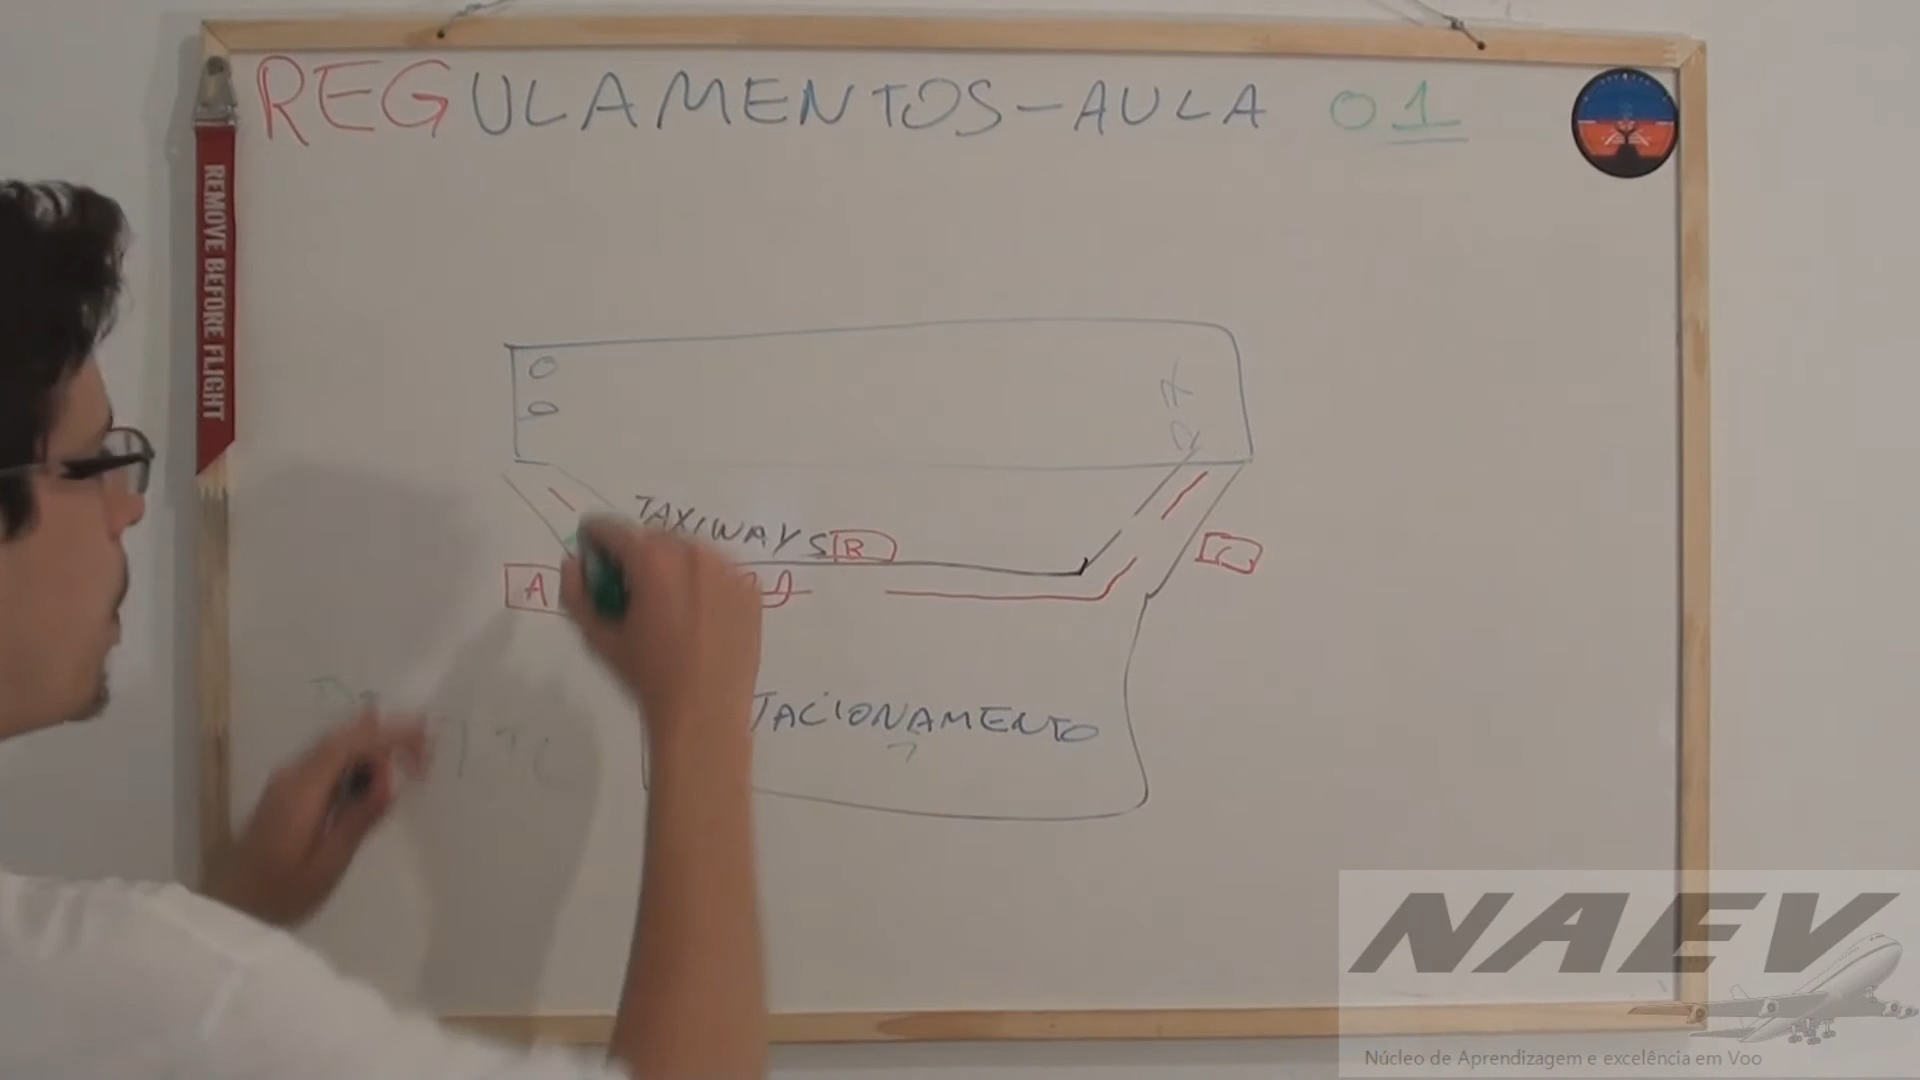 REGULAMENTOS-AULA 01
REMOVE BEFORE FLIGHT
TAXIWAYS B
A
C
TACIONAMENTO
NAEV
Núcleo de Aprendizagem e excelência em Voo